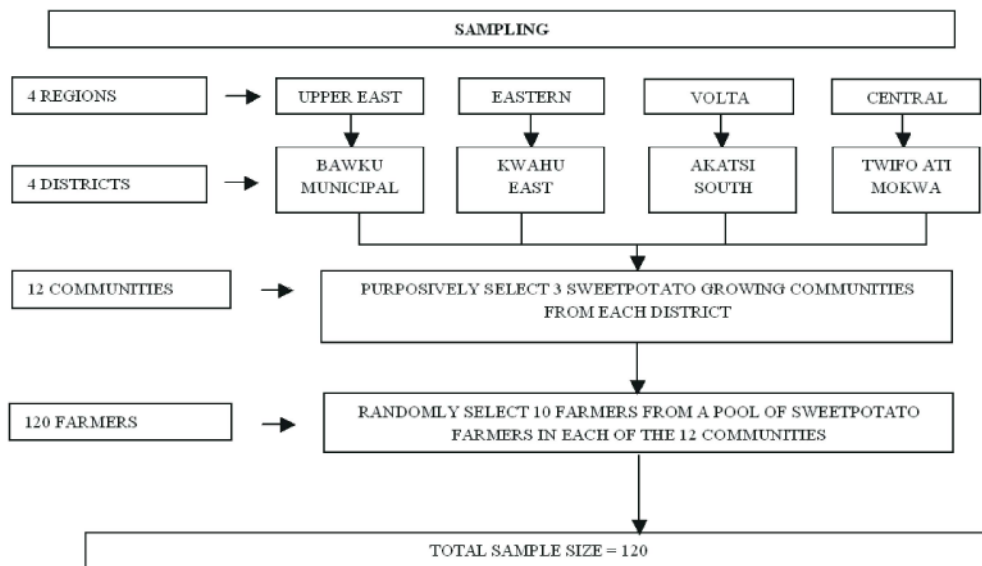 SAMPLING
4 REGIONS
UPPER EAST
EASTERN
VOLTA
CENTRAL
4 DISTRICTS
BAWKU
MUNICIPAL
KWAHU
EAST
AKATSI
SOUTH
TWIFO ATI
MOKWA
12 COMMUNITIES
PURPOSIVELY SELECT 3 SWEETPOTATO GROWING COMMUNITIES
FROM EACH DISTRICT
120 FARMERS
RANDOMLY SELECT 10 FARMERS FROM A POOL OF SWEETPOTATO
FARMERS IN EACH OF THE 12 COMMUNITIES
TOTAL SAMPLE SIZE = 120